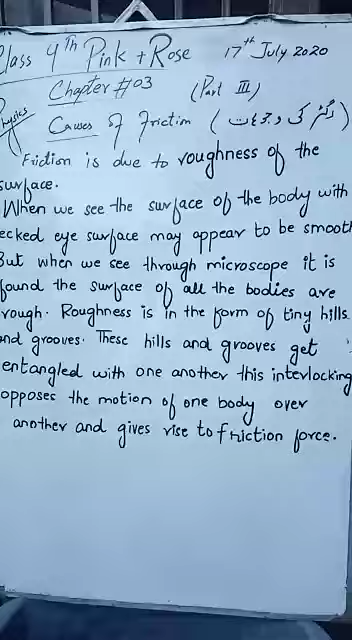 Class 4th Pink + Rose 17th July 2020
Chapter #03 (Part III)
Physics
Causes of Friction (رگڑ کی وجوہات)
Friction is due to roughness of the
surface.
When we see the surface of the body with
ecked eye surface may appear to be smooth
But when we see through microscope it is
found the surface of all the bodies are
rough. Roughness is in the form of tiny hills
and grooves. These hills and grooves get
entangled with one another this interlocking
opposes the motion of one body over
another and gives rise to friction force.